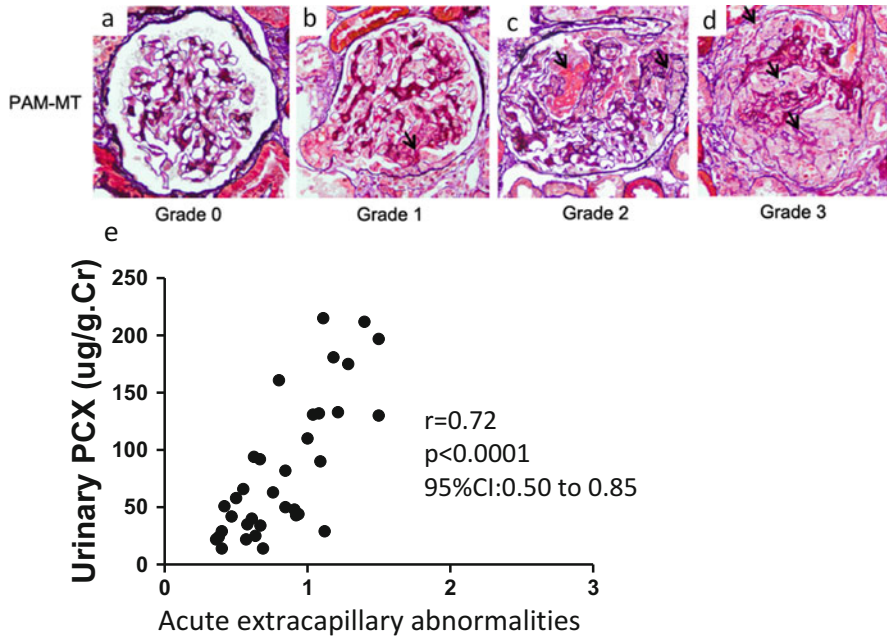 a
b
c
d
PAM-MT
Grade 0
Grade 1
Grade 2
Grade 3
e
Urinary PCX (ug/g.Cr)
250
200
150
100
50
0
r=0.72
p<0.0001
95%CI:0.50 to 0.85
0
1
2
3
Acute extracapillary abnormalities